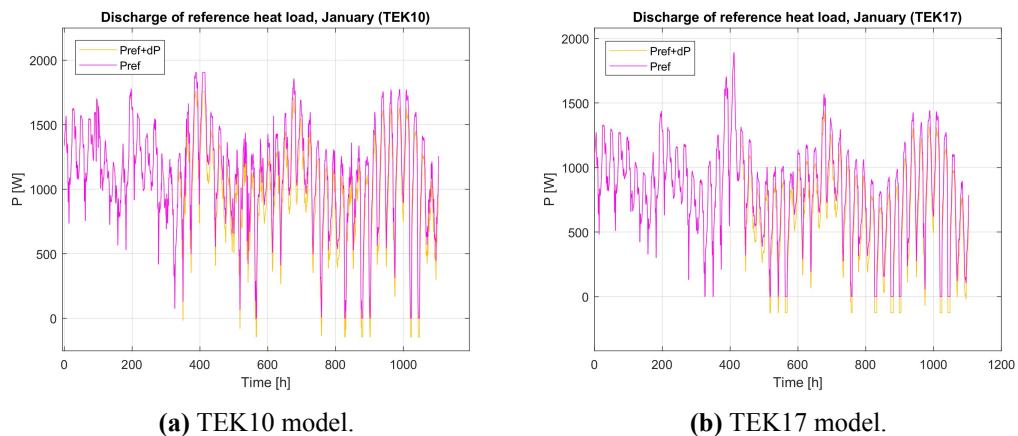 Discharge of reference heat load, January (TEK10)
Pref+dP
Pref
2000
1500
1000
500
0
P [W]
0 200 400 600 800 1000
Time [h]
(a) TEK10 model.
Discharge of reference heat load, January (TEK17)
Pref+dP
Pref
2000
1500
1000
500
0
P [W]
0 200 400 600 800 1000 1200
Time [h]
(b) TEK17 model.